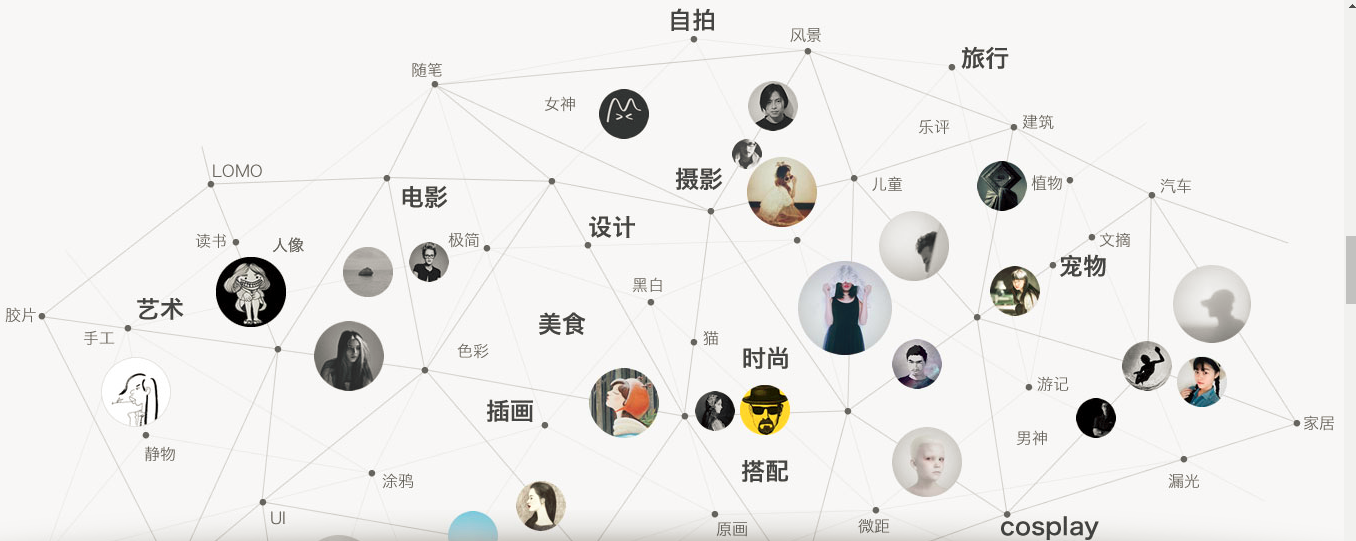 自拍
风景
旅行
随笔
女神
建筑
乐评
LOMO
摄影
植物
儿童
汽车
电影
设计
读书
人像
极简
文摘
宠物
黑白
艺术
胶片
手工
美食
猫
色彩
时尚
游记
插画
家居
男神
静物
搭配
涂鸦
漏光
UI
原画
微距
cosplay